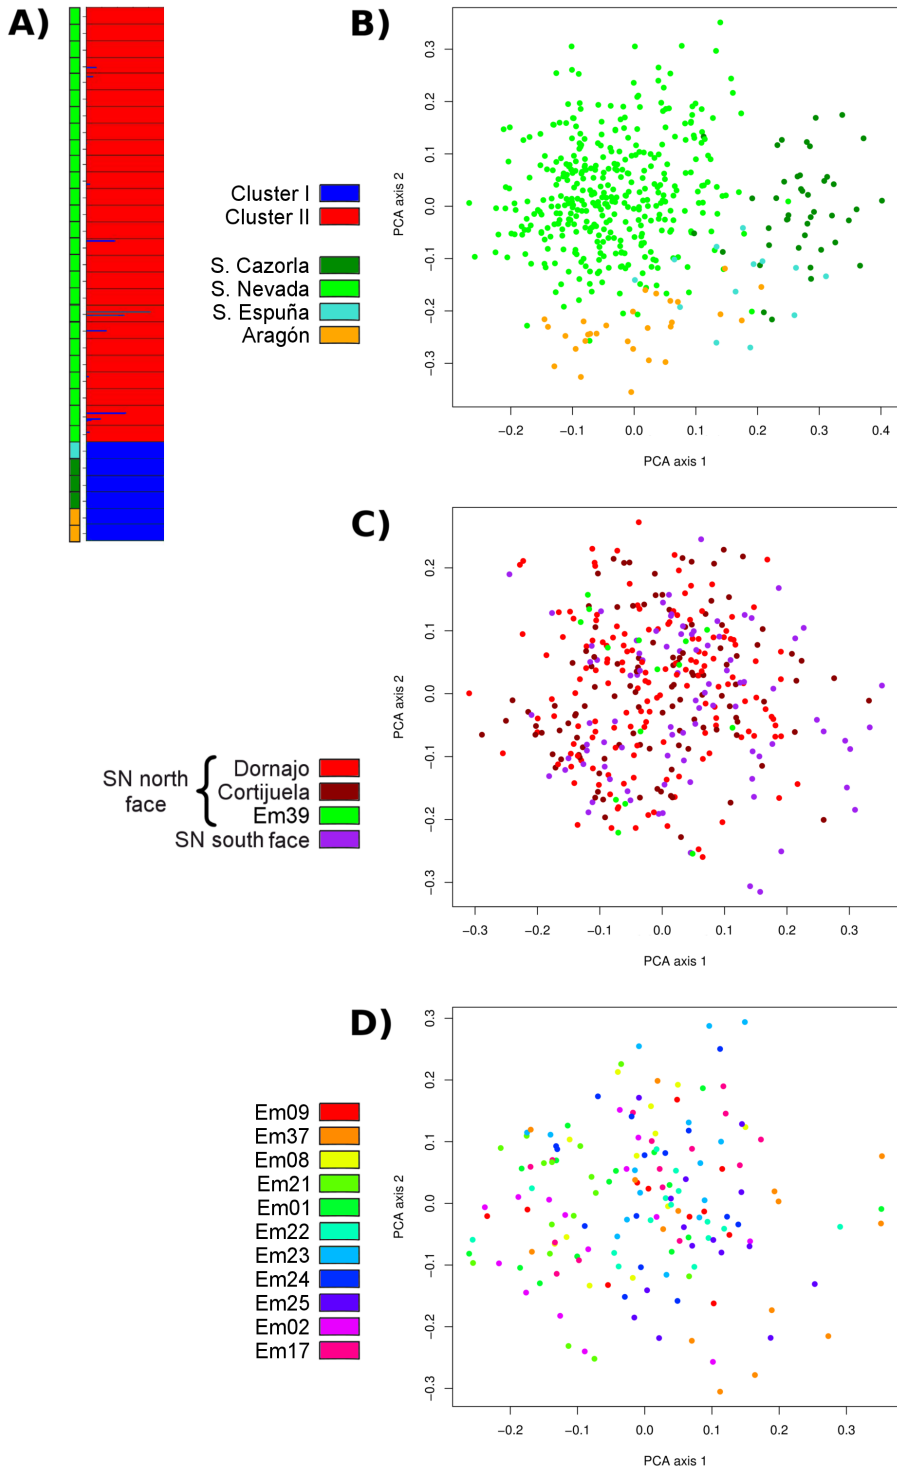 A)
Cluster I
Cluster II
S. Cazorla
S. Nevada
S. Espuña
Aragón
B)
0.3
0.2
0.1
0.0
−0.1
−0.2
−0.3
PCA axis 2
−0.2
−0.1
0.0
0.1
0.2
0.3
0.4
PCA axis 1
C)
SN north
face
Dornajo
Cortijuela
Em39
SN south face
0.2
0.1
0.0
−0.1
−0.2
−0.3
PCA axis 2
−0.3
−0.2
−0.1
0.0
0.1
0.2
0.3
PCA axis 1
D)
Em09
Em37
Em08
Em21
Em01
Em22
Em23
Em24
Em25
Em02
Em17
0.3
0.2
0.1
0.0
−0.1
−0.2
−0.3
PCA axis 2
−0.2
−0.1
0.0
0.1
0.2
0.3
PCA axis 1